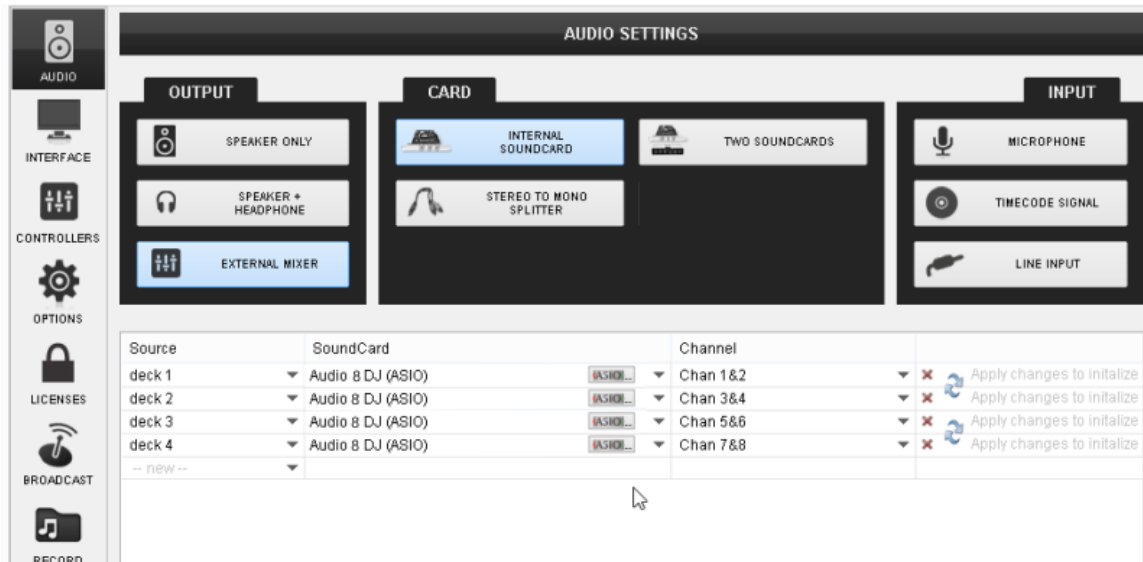 AUDIO SETTINGS
AUDIO
INTERFACE
CONTROLLERS
OPTIONS
LICENSES
BROADCAST
RECORD
OUTPUT
SPEAKER ONLY
SPEAKER +
HEADPHONE
EXTERNAL MIXER
CARD
INTERNAL
SOUNDCARD
TWO SOUNDCARDS
STEREO TO MONO
SPLITTER
INPUT
MICROPHONE
TIMECODE SIGNAL
LINE INPUT
Source SoundCard Channel
deck 1 Audio 8 DJ (ASIO) ASIO... Chan 1&2 Apply changes to initalize
deck 2 Audio 8 DJ (ASIO) ASIO... Chan 3&4 Apply changes to initalize
deck 3 Audio 8 DJ (ASIO) ASIO... Chan 5&6 Apply changes to initalize
deck 4 Audio 8 DJ (ASIO) ASIO... Chan 7&8 Apply changes to initalize
-- new --